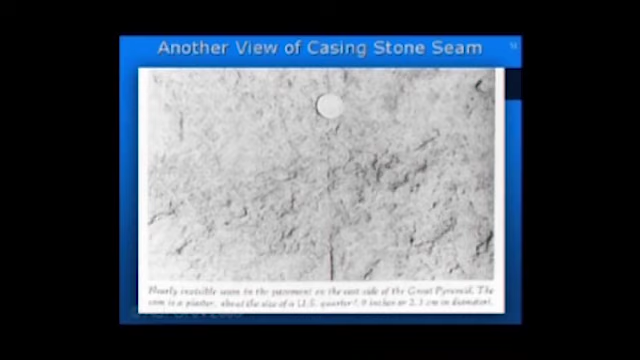 Another View of Casing Stone Seam
Nearly invisible seam in the pavement on the east side of the Great Pyramid. The
coin is a piaster, about the size of a U.S. quarter (.9 inches or 2.3 cm in diameter).